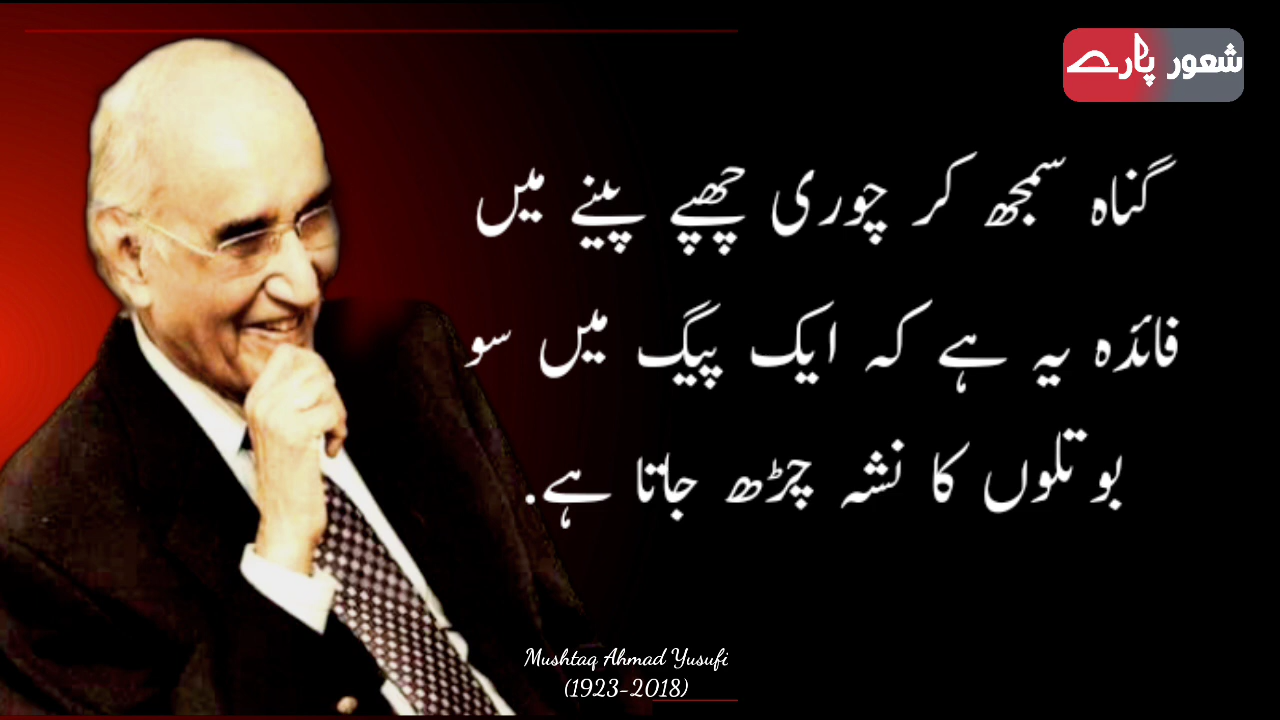 شعور پارے
گناہ سمجھ کر چوری چھپے پینے میں
فائدہ یہ ہے کہ ایک پیگ میں سو
بوتلوں کا نشہ چڑھ جاتا ہے.
Mushtaq Ahmad Yusufi
(1923-2018)